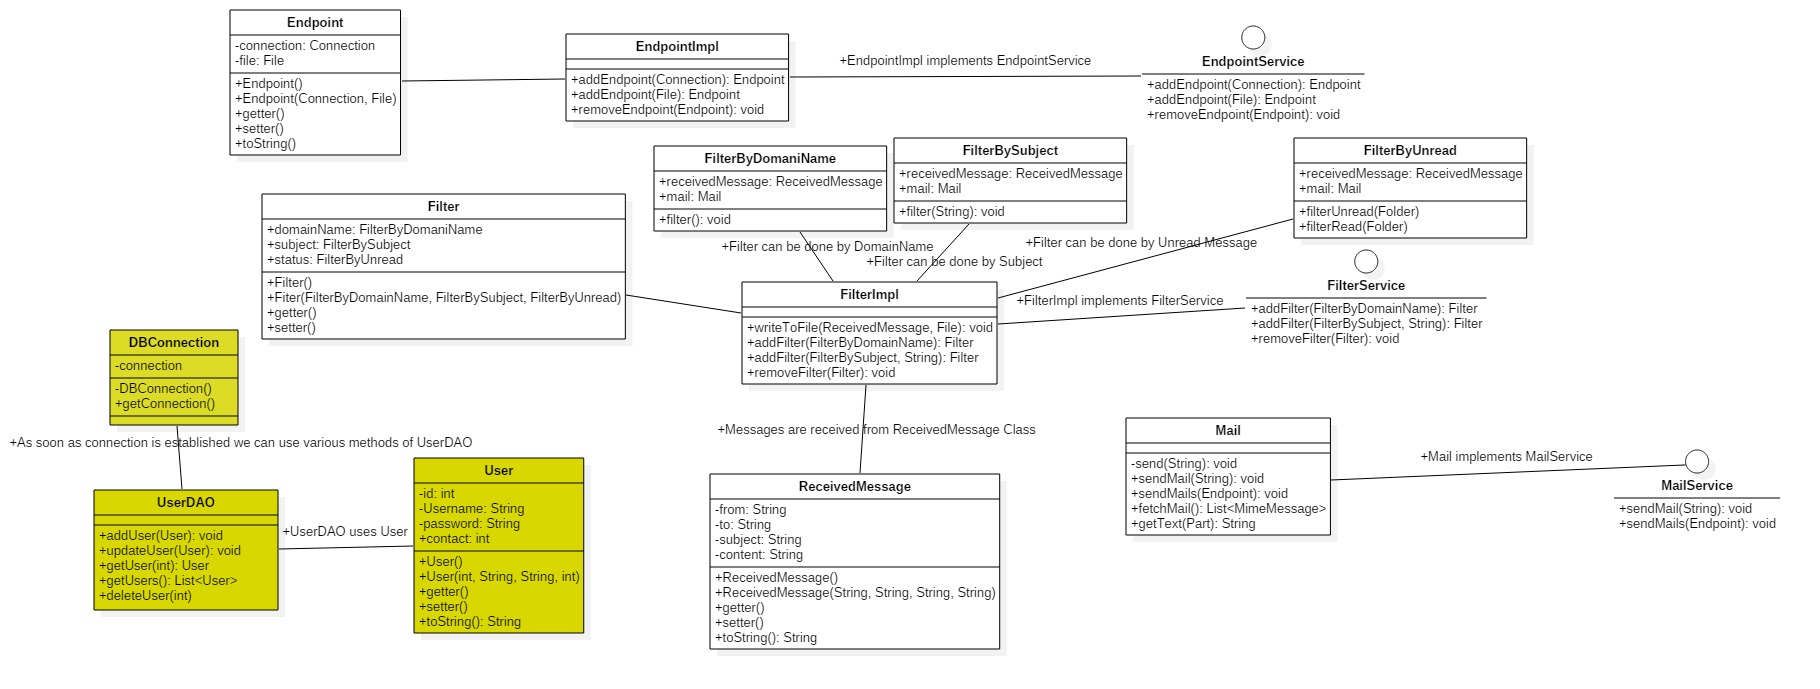 Endpoint
-connection: Connection
-file: File
+Endpoint()
+Endpoint(Connection, File)
+getter()
+setter()
+toString()
EndpointImpl
+addEndpoint(Connection): Endpoint
+addEndpoint(File): Endpoint
+removeEndpoint(Endpoint): void
+EndpointImpl implements EndpointService
EndpointService
+addEndpoint(Connection): Endpoint
+addEndpoint(File): Endpoint
+removeEndpoint(Endpoint): void
FilterByDomaniName
+receivedMessage: ReceivedMessage
+mail: Mail
+filter(): void
FilterBySubject
+receivedMessage: ReceivedMessage
+mail: Mail
+filter(String): void
FilterByUnread
+receivedMessage: ReceivedMessage
+mail: Mail
+filterUnread(Folder)
+filterRead(Folder)
Filter
+domainName: FilterByDomaniName
+subject: FilterBySubject
+status: FilterByUnread
+Filter()
+Fiter(FilterByDomainName, FilterBySubject, FilterByUnread)
+getter()
+setter()
+Filter can be done by DomainName
+Filter can be done by Subject
+Filter can be done by Unread Message
FilterImpl
+writeToFile(ReceivedMessage, File): void
+addFilter(FilterByDomainName): Filter
+addFilter(FilterBySubject, String): Filter
+removeFilter(Filter): void
+FilterImpl implements FilterService
FilterService
+addFilter(FilterByDomainName): Filter
+addFilter(FilterBySubject, String): Filter
+removeFilter(Filter): void
DBConnection
-connection
-DBConnection()
+getConnection()
+As soon as connection is established we can use various methods of UserDAO
UserDAO
+addUser(User): void
+updateUser(User): void
+getUser(int): User
+getUsers(): List<User>
+deleteUser(int)
+UserDAO uses User
User
-id: int
-Username: String
-password: String
+contact: int
+User()
+User(int, String, String, int)
+getter()
+setter()
+toString(): String
+Messages are received from ReceivedMessage Class
ReceivedMessage
-from: String
-to: String
-subject: String
-content: String
+ReceivedMessage()
+ReceivedMessage(String, String, String, String)
+getter()
+setter()
+toString(): String
Mail
-send(String): void
+sendMail(String): void
+sendMails(Endpoint): void
+fetchMail(): List<MimeMessage>
+getText(Part): String
+Mail implements MailService
MailService
+sendMail(String): void
+sendMails(Endpoint): void